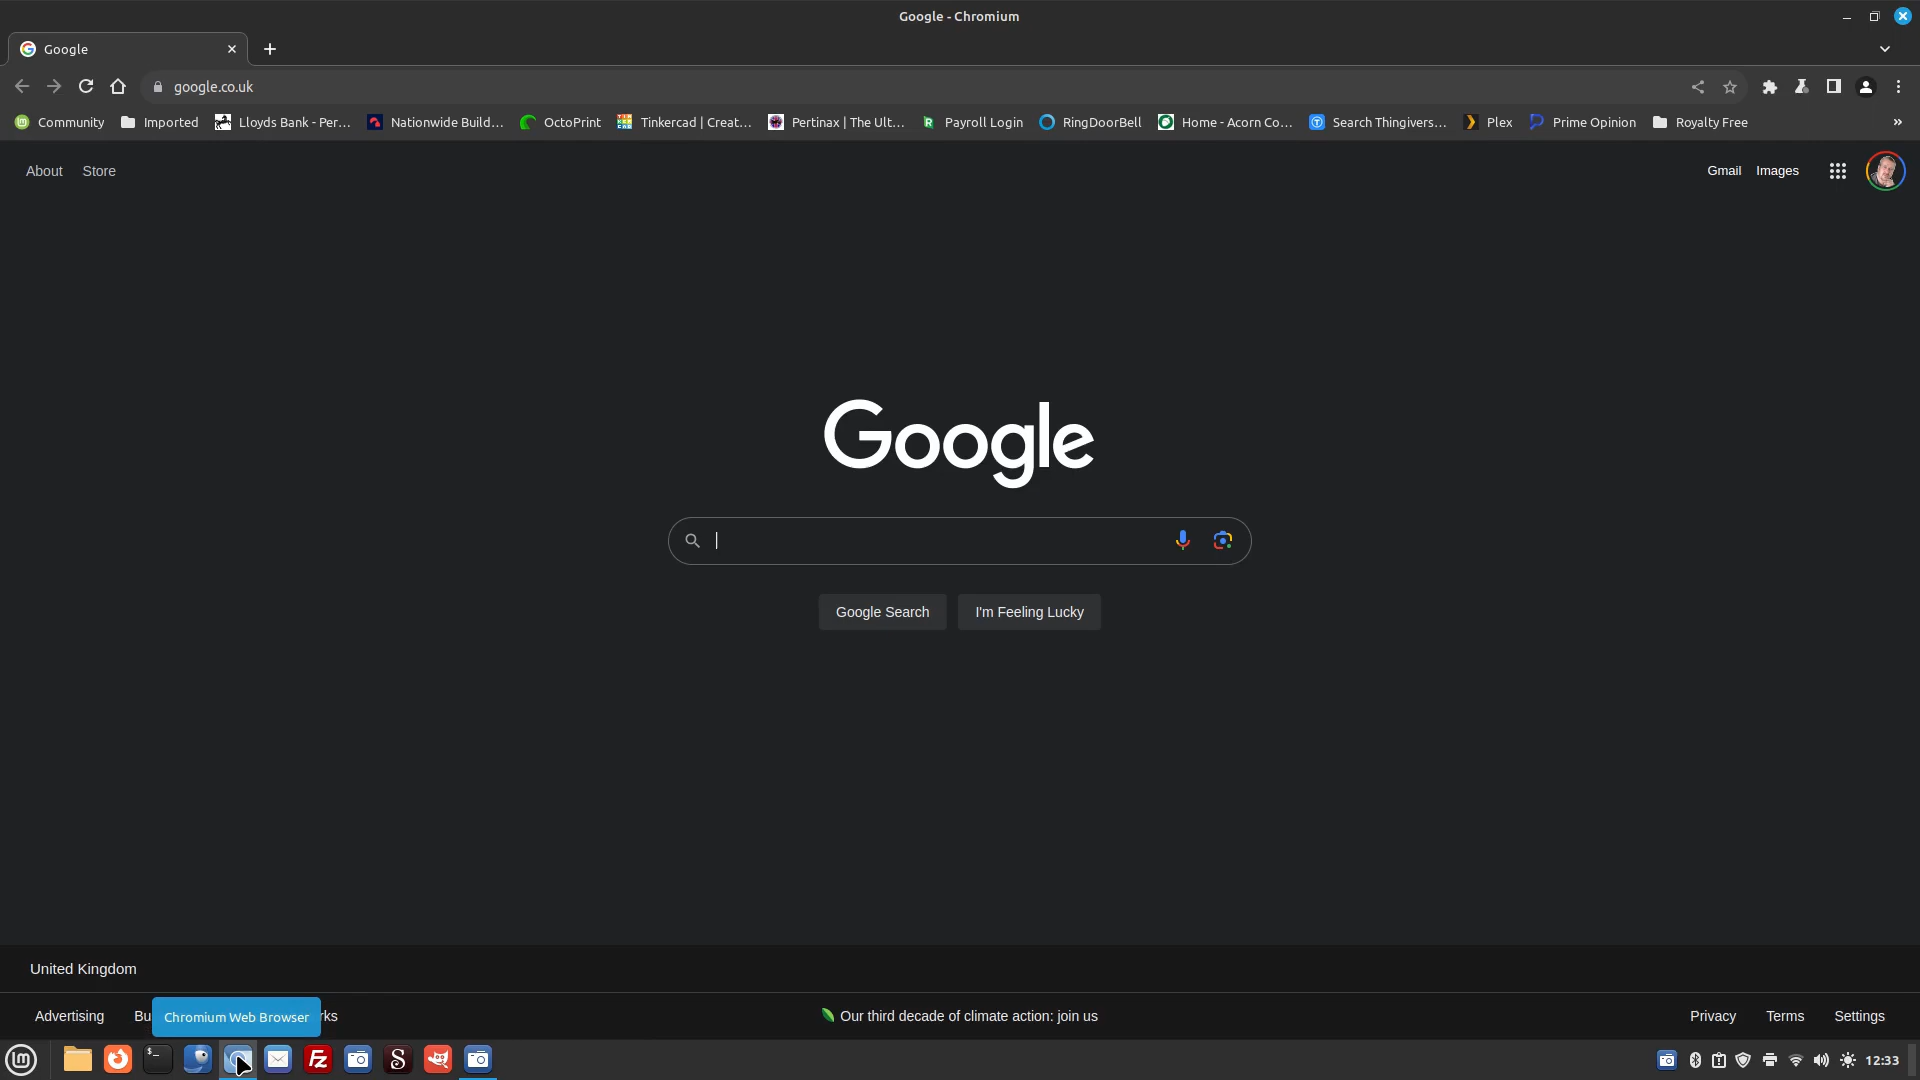 Google - Chromium
Google
google.co.uk
Community Imported Lloyds Bank - Per... Nationwide Build... OctoPrint Tinkercad | Creat... Pertinax | The Ult... Payroll Login RingDoorBell Home - Acorn Co... Search Thingivers... Plex Prime Opinion Royalty Free »
About Store Gmail Images
Google
Google Search I'm Feeling Lucky
United Kingdom
Advertising Bu Chromium Web Browser rks Our third decade of climate action: join us Privacy Terms Settings
12:33